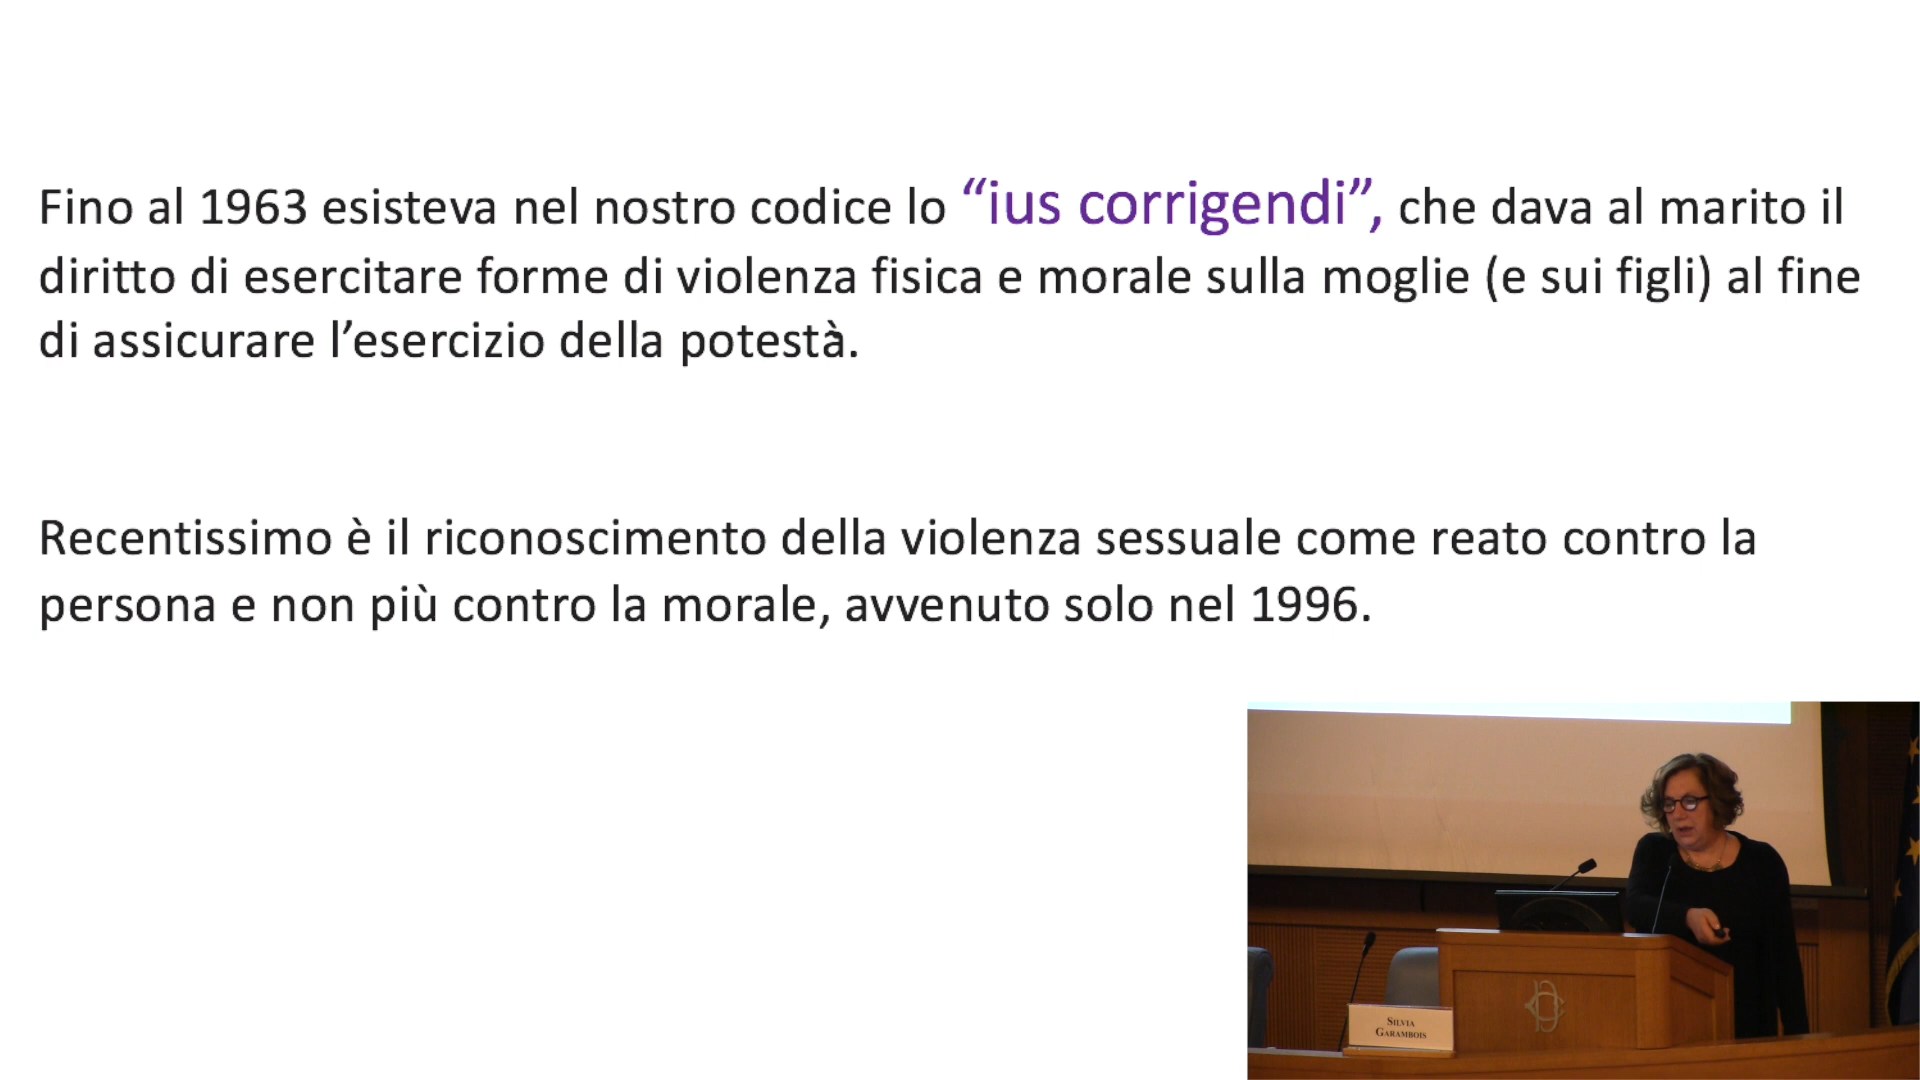 Fino al 1963 esisteva nel nostro codice lo “ius corrigendi”, che dava al marito il
diritto di esercitare forme di violenza fisica e morale sulla moglie (e sui figli) al fine
di assicurare l’esercizio della potestà.
Recentissimo è il riconoscimento della violenza sessuale come reato contro la
persona e non più contro la morale, avvenuto solo nel 1996.
SILVIA
GARAMBOIS